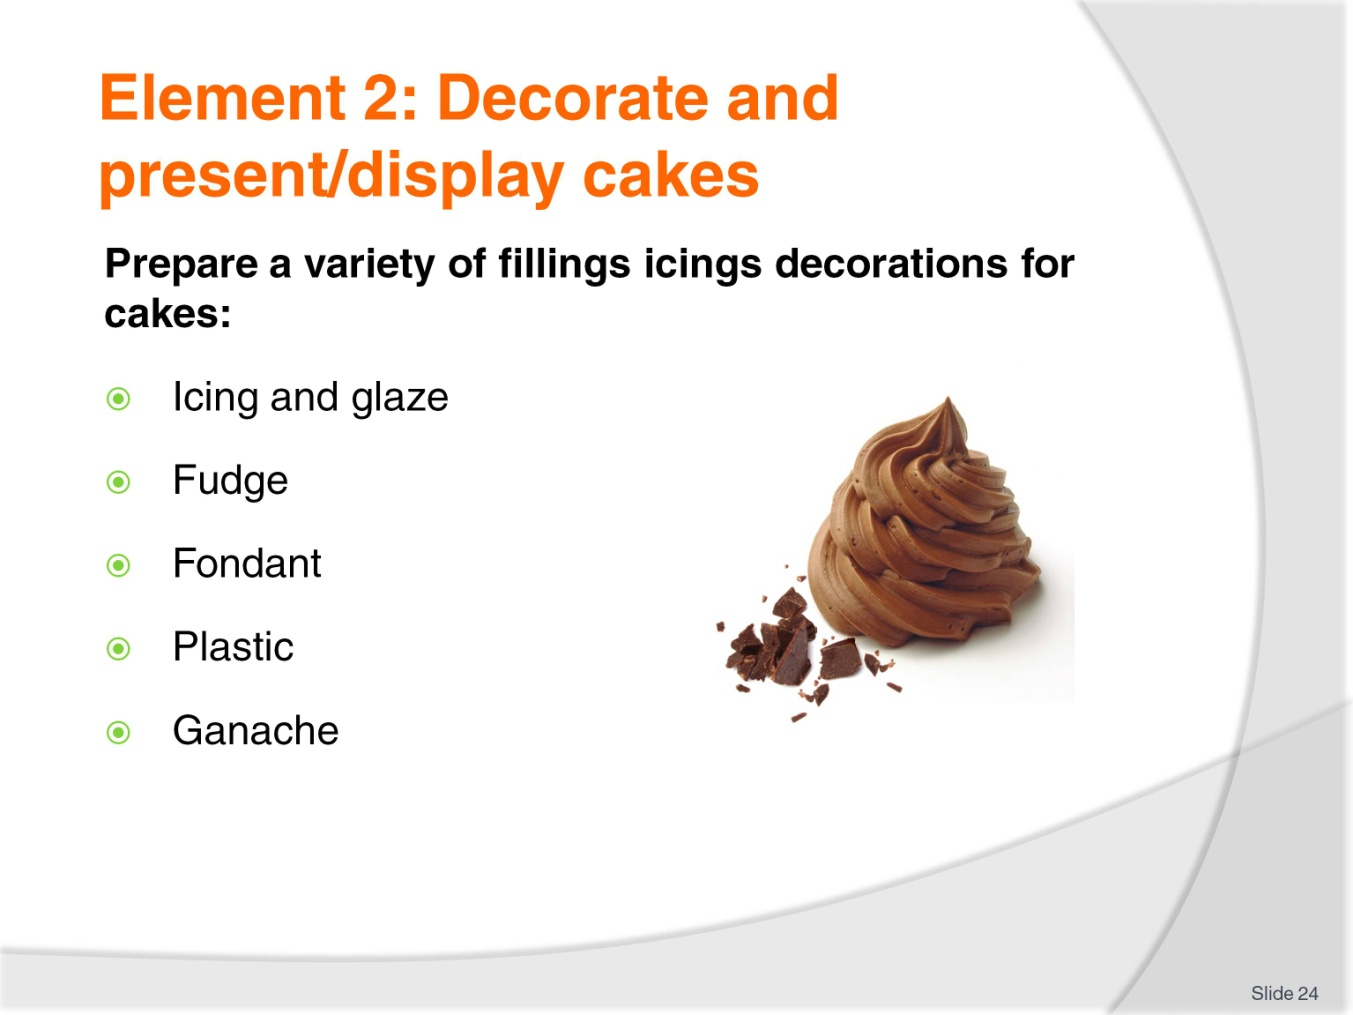 Element 2: Decorate and
present/display cakes
Prepare a variety of fillings icings decorations for
cakes:
Icing and glaze
Fudge
Fondant
Plastic
Ganache
Slide 24